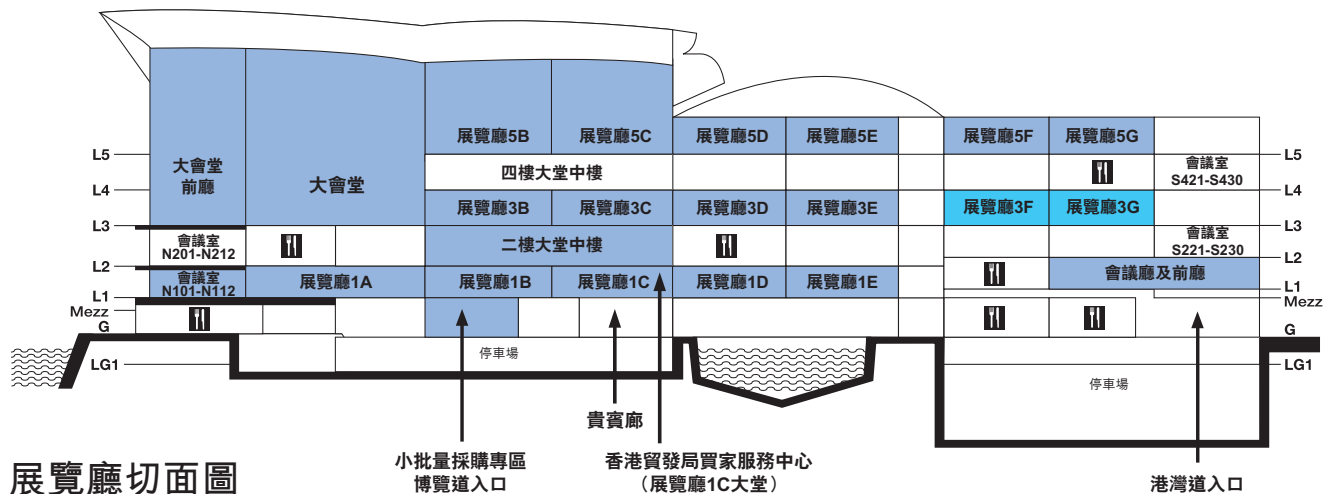 展覽廳5B
展覽廳5C
展覽廳5D
展覽廳5E
展覽廳5F
展覽廳5G
L5
大會堂
前廳
大會堂
四樓大堂中樓
會議室
S421-S430
L5
L4
展覽廳3B
展覽廳3C
展覽廳3D
展覽廳3E
展覽廳3F
展覽廳3G
L4
L3
會議室
N201-N212
二樓大堂中樓
會議室
S221-S230
L3
L2
會議室
N101-N112
展覽廳1A
展覽廳1B
展覽廳1C
展覽廳1D
展覽廳1E
會議廳及前廳
L2
L1
L1
Mezz
Mezz
G
G
LG1
停車場
停車場
LG1
貴賓廊
小批量採購專區
博覽道入口
香港貿發局買家服務中心
（展覽廳1C大堂）
港灣道入口
展覽廳切面圖